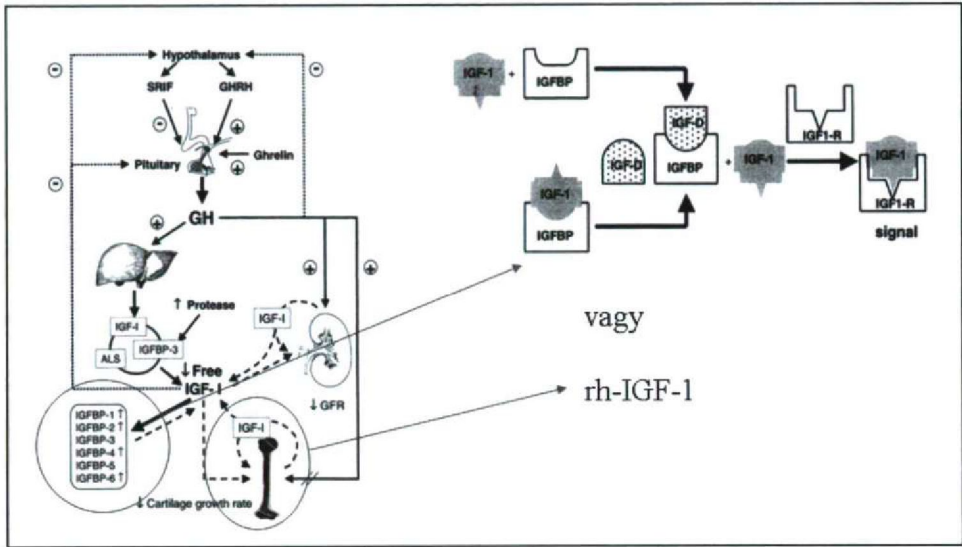 Hypothalamus
SRIF GHRH
Pituitary
Ghrelin
GH
↑ Protease
IGF-I
ALS IGFBP-3
↓ Free
IGF- I
IGF-I
↓ GFR
IGFBP-1 ↑
IGFBP-2 ↑
IGFBP-3
IGFBP-4 ↑
IGFBP-5
IGFBP-6 ↑
IGF-I
↓ Cartilage growth rate
IGF-1 + IGFBP
IGF-D
IGFBP
IGF-D
+ IGF-1
IGF1-R
IGF-1
IGFBP
IGF-1
IGF1-R
signal
vagy
rh-IGF-1